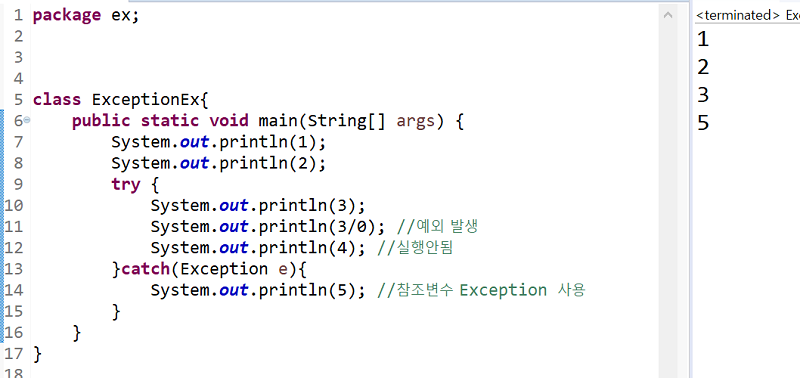 1 package ex;
2
3
4
5 class ExceptionEx{
6     public static void main(String[] args) {
7         System.out.println(1);
8         System.out.println(2);
9         try {
10             System.out.println(3);
11             System.out.println(3/0); //예외 발생
12             System.out.println(4); //실행안됨
13         }catch(Exception e){
14             System.out.println(5); //참조변수 Exception 사용
15         }
16     }
17 }
18
<terminated> Ex
1
2
3
5